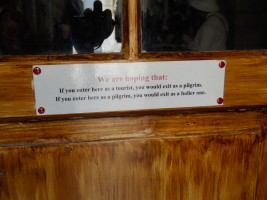 We are hoping that:
If you enter here as a tourist, you would exit as a pilgrim.
If you enter here as a pilgrim, you would exit as a holier one.